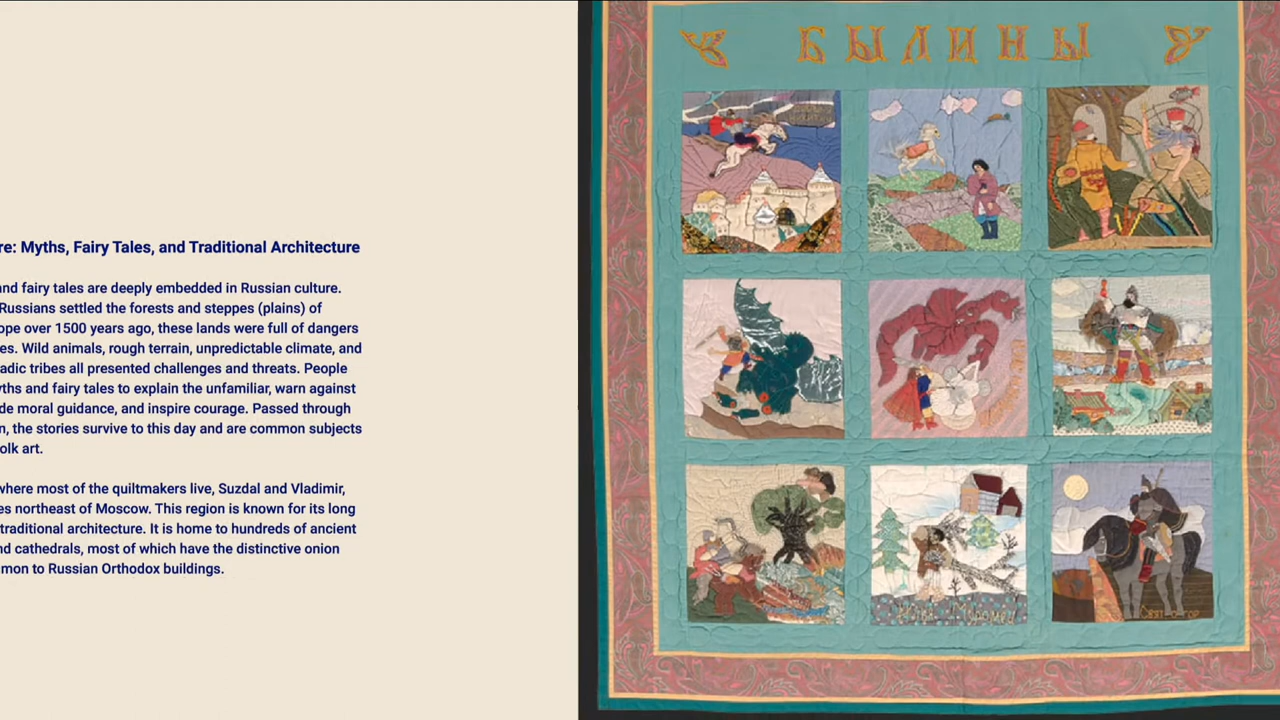 re: Myths, Fairy Tales, and Traditional Architecture
and fairy tales are deeply embedded in Russian culture.
Russians settled the forests and steppes (plains) of
ope over 1500 years ago, these lands were full of dangers
es. Wild animals, rough terrain, unpredictable climate, and
adic tribes all presented challenges and threats. People
ths and fairy tales to explain the unfamiliar, warn against
de moral guidance, and inspire courage. Passed through
n, the stories survive to this day and are common subjects
olk art.
where most of the quiltmakers live, Suzdal and Vladimir,
es northeast of Moscow. This region is known for its long
traditional architecture. It is home to hundreds of ancient
nd cathedrals, most of which have the distinctive onion
mon to Russian Orthodox buildings.
БЫЛИНЫ
Илья Муромец
Святогор